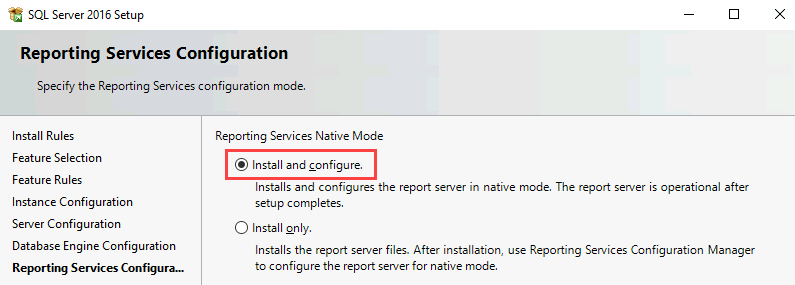 SQL Server 2016 Setup
Reporting Services Configuration
Specify the Reporting Services configuration mode.
Install Rules
Feature Selection
Feature Rules
Instance Configuration
Server Configuration
Database Engine Configuration
Reporting Services Configura...
Reporting Services Native Mode
Install and configure.
Installs and configures the report server in native mode. The report server is operational after
setup completes.
Install only.
Installs the report server files. After installation, use Reporting Services Configuration Manager
to configure the report server for native mode.